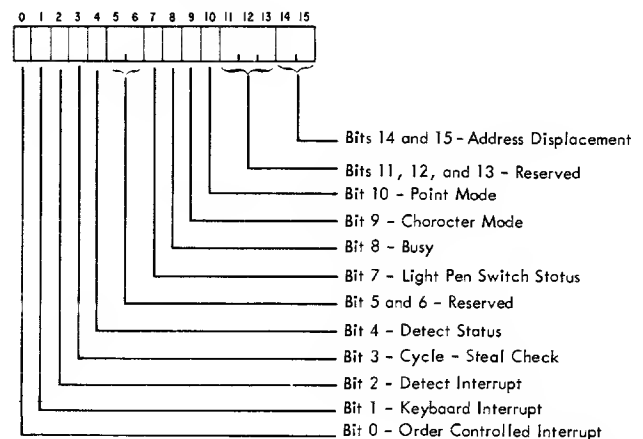 0 1 2 3 4 5 6 7 8 9 10 11 12 13 14 15
Bits 14 and 15 - Address Displacement
Bits 11, 12, and 13 - Reserved
Bit 10 - Point Mode
Bit 9 - Choracter Mode
Bit 8 - Busy
Bit 7 - Light Pen Switch Stotus
Bit 5 and 6 - Reserved
Bit 4 - Detect Status
Bit 3 - Cycle - Steal Check
Bit 2 - Detect Interrupt
Bit 1 - Keyboard Interrupt
Bit 0 - Order Controlled Interrupt